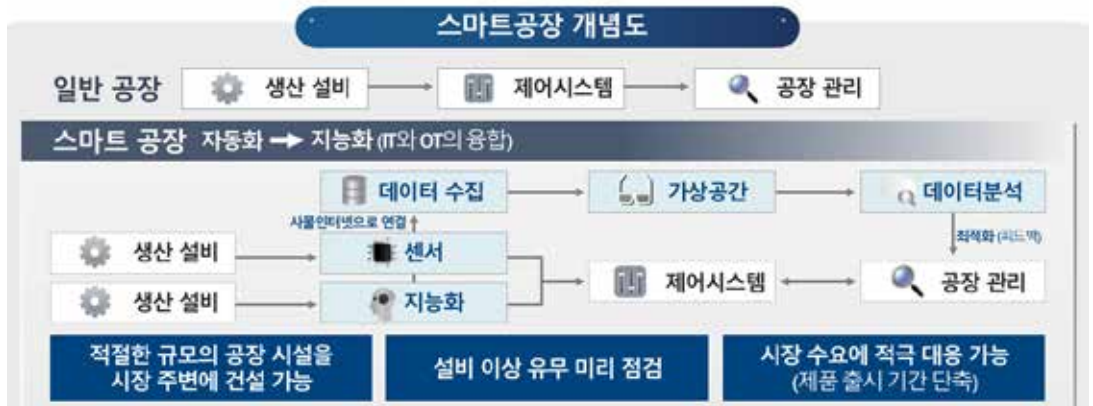 스마트공장 개념도
일반 공장 생산 설비 제어시스템 공장 관리
스마트 공장 자동화 → 지능화 (IT와 OT의 융합)
데이터 수집 가상공간 데이터분석
사물인터넷으로 연결 최적화 (피드백)
생산 설비 센서
제어시스템 공장 관리
생산 설비 지능화
적절한 규모의 공장 시설을
시장 주변에 건설 가능
설비 이상 유무 미리 점검
시장 수요에 적극 대응 가능
(제품 출시 기간 단축)